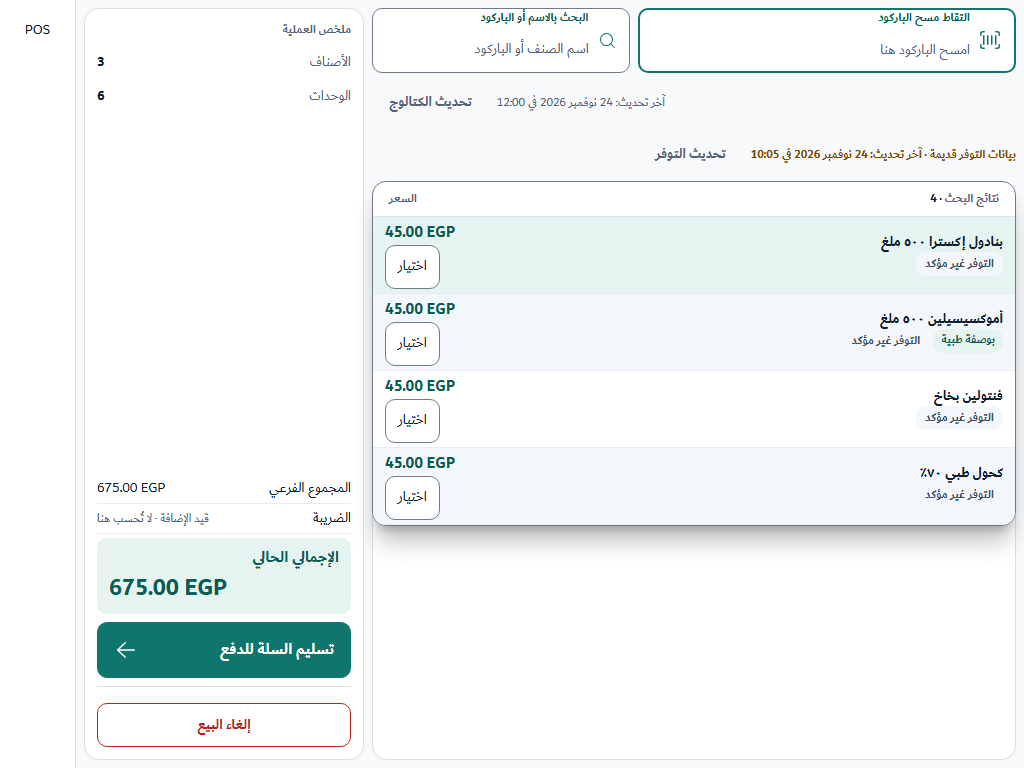 التقاط مسح الباركود
امسح الباركود هنا
البحث بالاسم أو الباركود
اسم الصنف أو الباركود
آخر تحديث: 24 نوفمبر 2026 في 12:00
تحديث الكتالوج
بيانات التوفر قديمة · آخر تحديث: 24 نوفمبر 2026 في 10:05
تحديث التوفر
نتائج البحث · 4
السعر
بنادول إكسترا ٥٠٠ ملغ
التوفر غير مؤكد
45.00 EGP
اختيار
أموكسيسيلين ٥٠٠ ملغ
بوصفة طبية
التوفر غير مؤكد
45.00 EGP
اختيار
فنتولين بخاخ
التوفر غير مؤكد
45.00 EGP
اختيار
كحول طبي ٧٠٪
التوفر غير مؤكد
45.00 EGP
اختيار
ملخص العملية
الأصناف 3
الوحدات 6
المجموع الفرعي 675.00 EGP
الضريبة قيد الإضافة · لا تُحسب هنا
الإجمالي الحالي
675.00 EGP
تسليم السلة للدفع
إلغاء البيع
POS